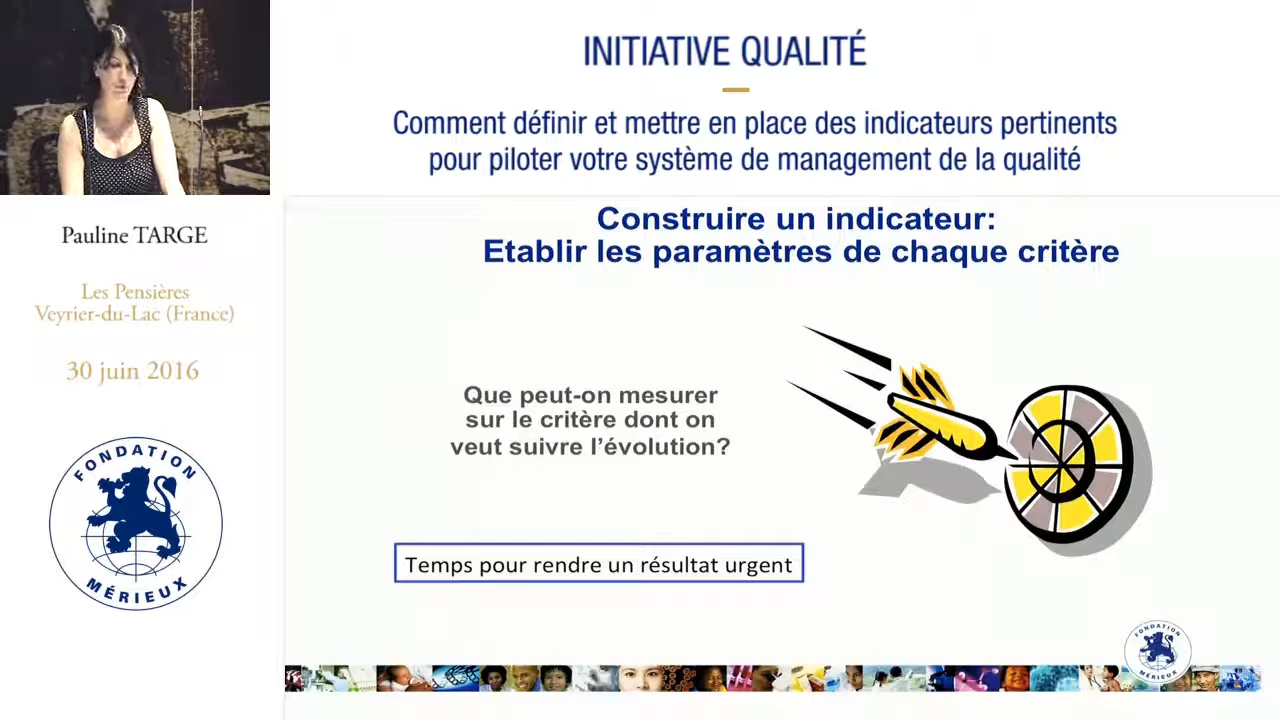 INITIATIVE QUALITÉ
Comment définir et mettre en place des indicateurs pertinents
pour piloter votre système de management de la qualité
Pauline TARGE
Les Pensières
Veyrier-du-Lac (France)
30 juin 2016
FONDATION
MÉRIEUX
Construire un indicateur:
Etablir les paramètres de chaque critère
Que peut-on mesurer
sur le critère dont on
veut suivre l’évolution?
Temps pour rendre un résultat urgent
FONDATION
MÉRIEUX